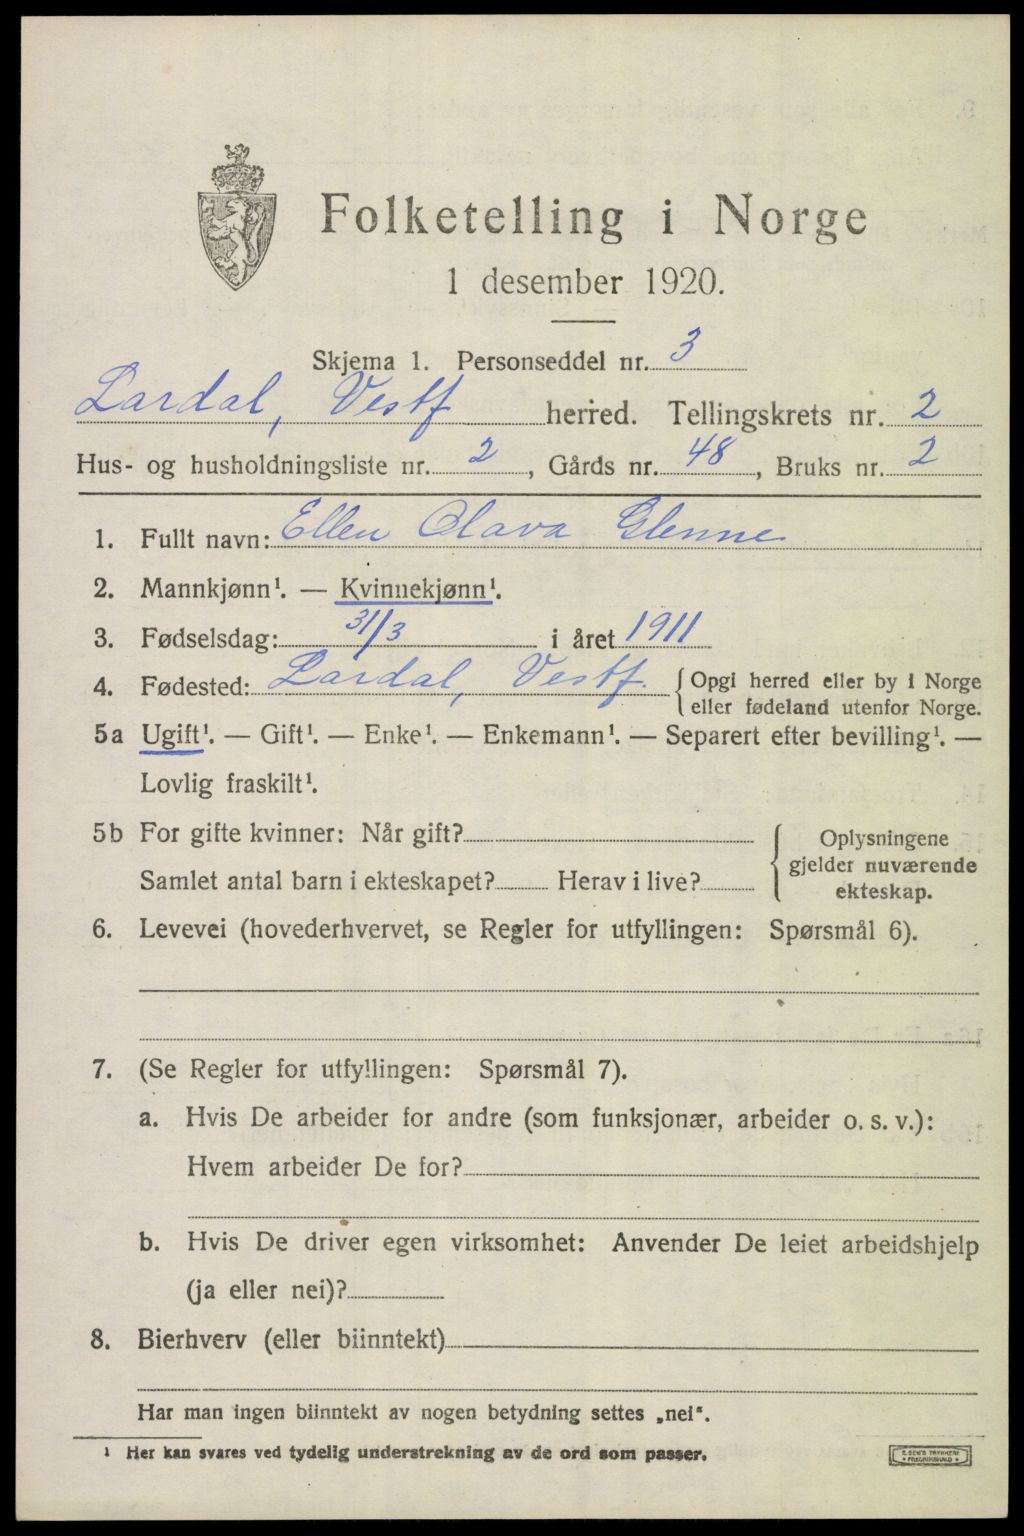 Folketelling i Norge
1 desember 1920.
Skjema 1. Personseddel nr. 3
Lardal, Vestf herred. Tellingskrets nr. 2
Hus- og husholdningsliste nr. 2, Gårds nr. 48, Bruks nr. 2
1. Fullt navn: Ellen Olava Glenne
2. Mannkjønn¹. — Kvinnekjønn¹.
3. Fødselsdag: 31/3 i året 1911
4. Fødested: Lardal, Vestf. { Opgi herred eller by i Norge
eller fødeland utenfor Norge.
5a Ugift¹. — Gift¹. — Enke¹. — Enkemann¹. — Separert efter bevilling¹. —
Lovlig fraskilt¹.
5b For gifte kvinner: Når gift?
Samlet antal barn i ekteskapet? Herav i live?
{ Oplysningene
gjelder nuværende
ekteskap.
6. Levevei (hovederhvervet, se Regler for utfyllingen: Spørsmål 6).
7. (Se Regler for utfyllingen: Spørsmål 7).
a. Hvis De arbeider for andre (som funksjonær, arbeider o. s. v.):
Hvem arbeider De for?
b. Hvis De driver egen virksomhet: Anvender De leiet arbeidshjelp
(ja eller nei)?
8. Bierhverv (eller biinntekt)
Har man ingen biinntekt av nogen betydning settes „nei“.
¹ Her kan svares ved tydelig understrekning av de ord som passer.